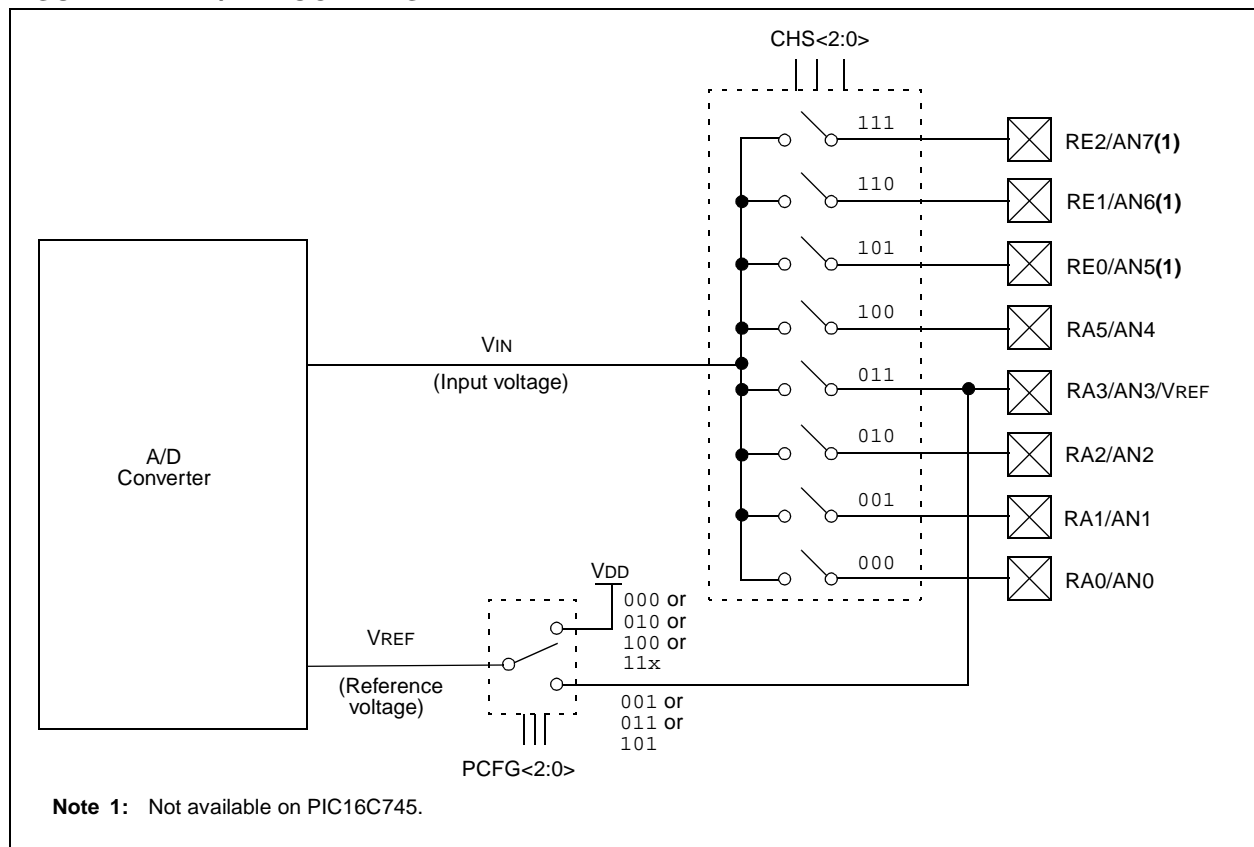 CHS<2:0>
111
RE2/AN7(1)
110
RE1/AN6(1)
101
RE0/AN5(1)
100
RA5/AN4
VIN
(Input voltage)
011
RA3/AN3/VREF
A/D
Converter
010
RA2/AN2
001
RA1/AN1
000
RA0/AN0
VDD
000 or
010 or
100 or
11x
VREF
(Reference
voltage)
001 or
011 or
101
PCFG<2:0>
Note 1: Not available on PIC16C745.